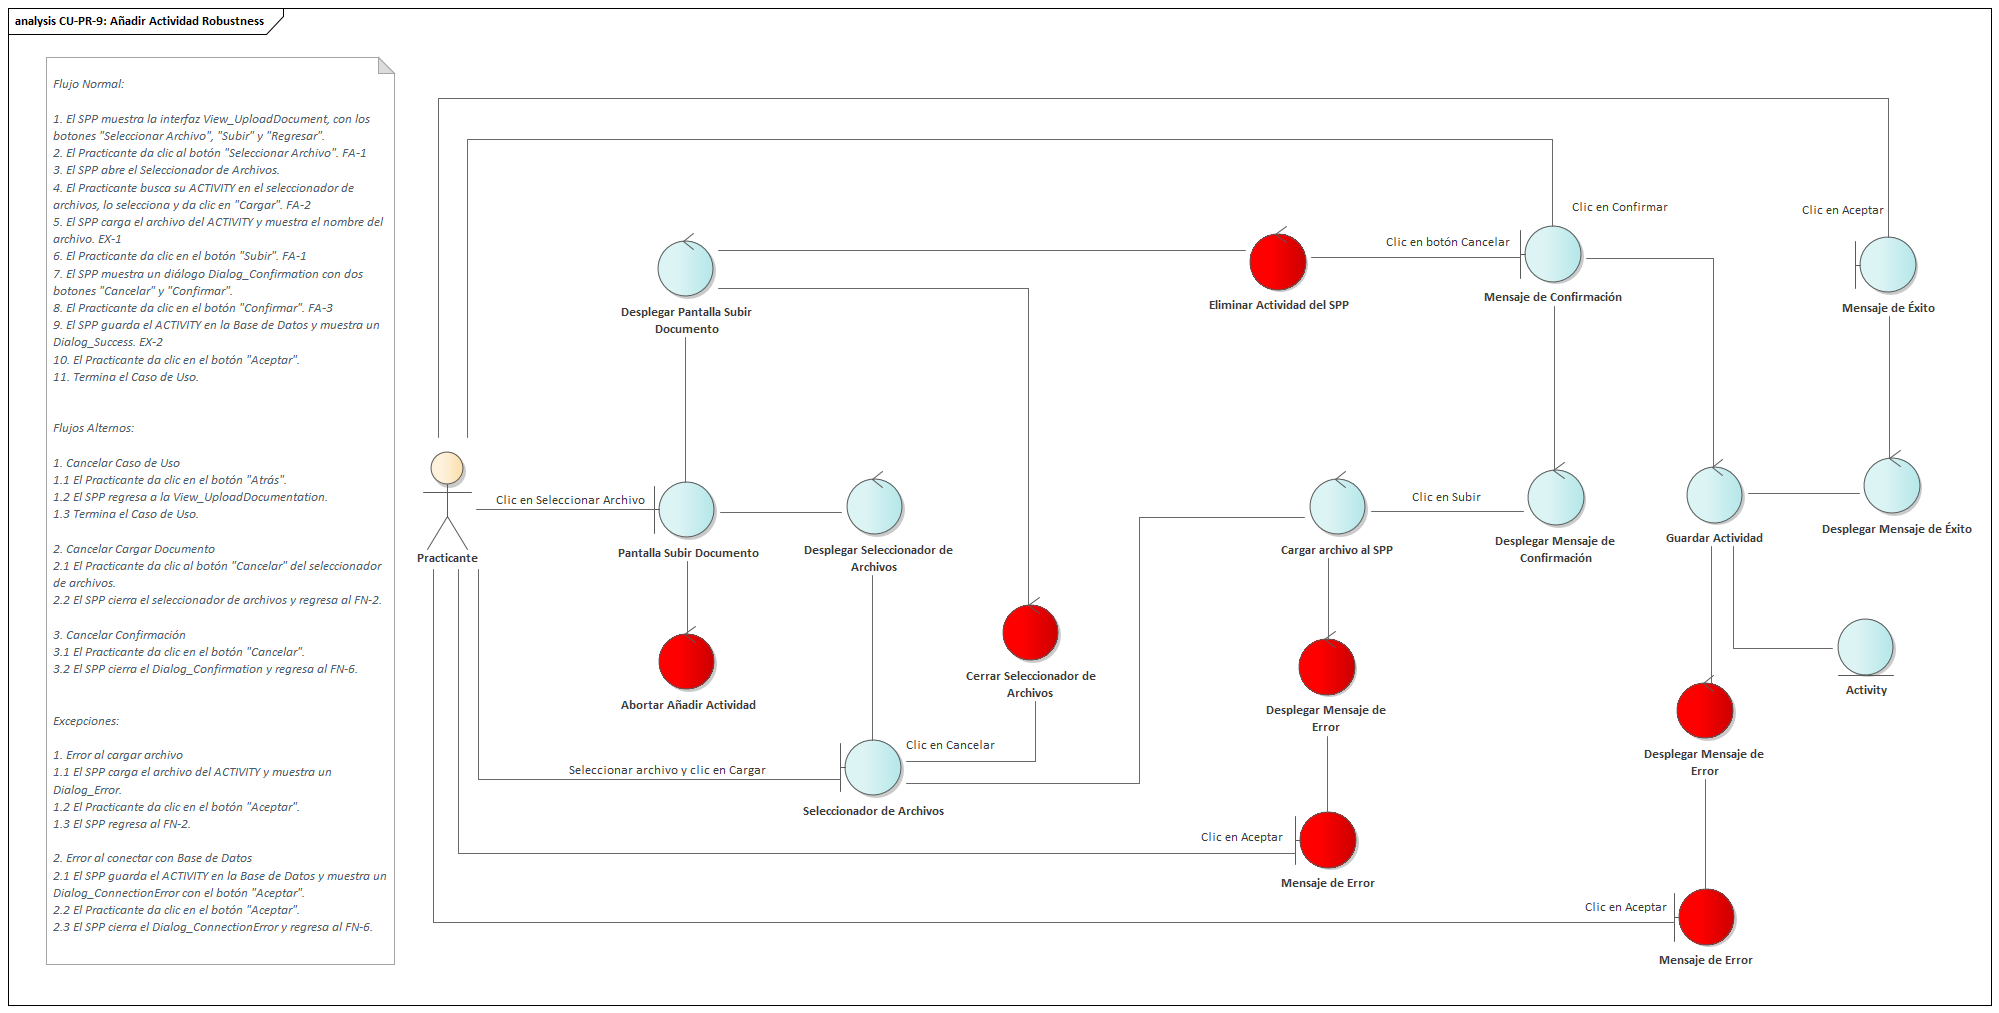 analysis CU-PR-9: Añadir Actividad Robustness
Flujo Normal:
1. El SPP muestra la interfaz View_UploadDocument, con los
botones "Seleccionar Archivo", "Subir" y "Regresar".
2. El Practicante da clic al botón "Seleccionar Archivo". FA-1
3. El SPP abre el Seleccionador de Archivos.
4. El Practicante busca su ACTIVITY en el seleccionador de
archivos, lo selecciona y da clic en "Cargar". FA-2
5. El SPP carga el archivo del ACTIVITY y muestra el nombre del
archivo. EX-1
6. El Practicante da clic en el botón "Subir". FA-1
7. El SPP muestra un diálogo Dialog_Confirmation con dos
botones "Cancelar" y "Confirmar".
8. El Practicante da clic en el botón "Confirmar". FA-3
9. El SPP guarda el ACTIVITY en la Base de Datos y muestra un
Dialog_Success. EX-2
10. El Practicante da clic en el botón "Aceptar".
11. Termina el Caso de Uso.
Flujos Alternos:
1. Cancelar Caso de Uso
1.1 El Practicante da clic en el botón "Atrás".
1.2 El SPP regresa a la View_UploadDocumentation.
1.3 Termina el Caso de Uso.
2. Cancelar Cargar Documento
2.1 El Practicante da clic al botón "Cancelar" del seleccionador
de archivos.
2.2 El SPP cierra el seleccionador de archivos y regresa al FN-2.
3. Cancelar Confirmación
3.1 El Practicante da clic en el botón "Cancelar".
3.2 El SPP cierra el Dialog_Confirmation y regresa al FN-6.
Excepciones:
1. Error al cargar archivo
1.1 El SPP carga el archivo del ACTIVITY y muestra un
Dialog_Error.
1.2 El Practicante da clic en el botón "Aceptar".
1.3 El SPP regresa al FN-2.
2. Error al conectar con Base de Datos
2.1 El SPP guarda el ACTIVITY en la Base de Datos y muestra un
Dialog_ConnectionError con el botón "Aceptar".
2.2 El Practicante da clic en el botón "Aceptar".
2.3 El SPP cierra el Dialog_ConnectionError y regresa al FN-6.
Clic en Confirmar
Clic en Aceptar
Clic en botón Cancelar
Desplegar Pantalla Subir
Documento
Eliminar Actividad del SPP
Mensaje de Confirmación
Mensaje de Éxito
Practicante
Clic en Seleccionar Archivo
Pantalla Subir Documento
Desplegar Seleccionador de
Archivos
Cargar archivo al SPP
Clic en Subir
Desplegar Mensaje de
Confirmación
Guardar Actividad
Desplegar Mensaje de Éxito
Abortar Añadir Actividad
Cerrar Seleccionador de
Archivos
Desplegar Mensaje de
Error
Activity
Desplegar Mensaje de
Error
Clic en Cancelar
Seleccionar archivo y clic en Cargar
Seleccionador de Archivos
Clic en Aceptar
Mensaje de Error
Clic en Aceptar
Mensaje de Error